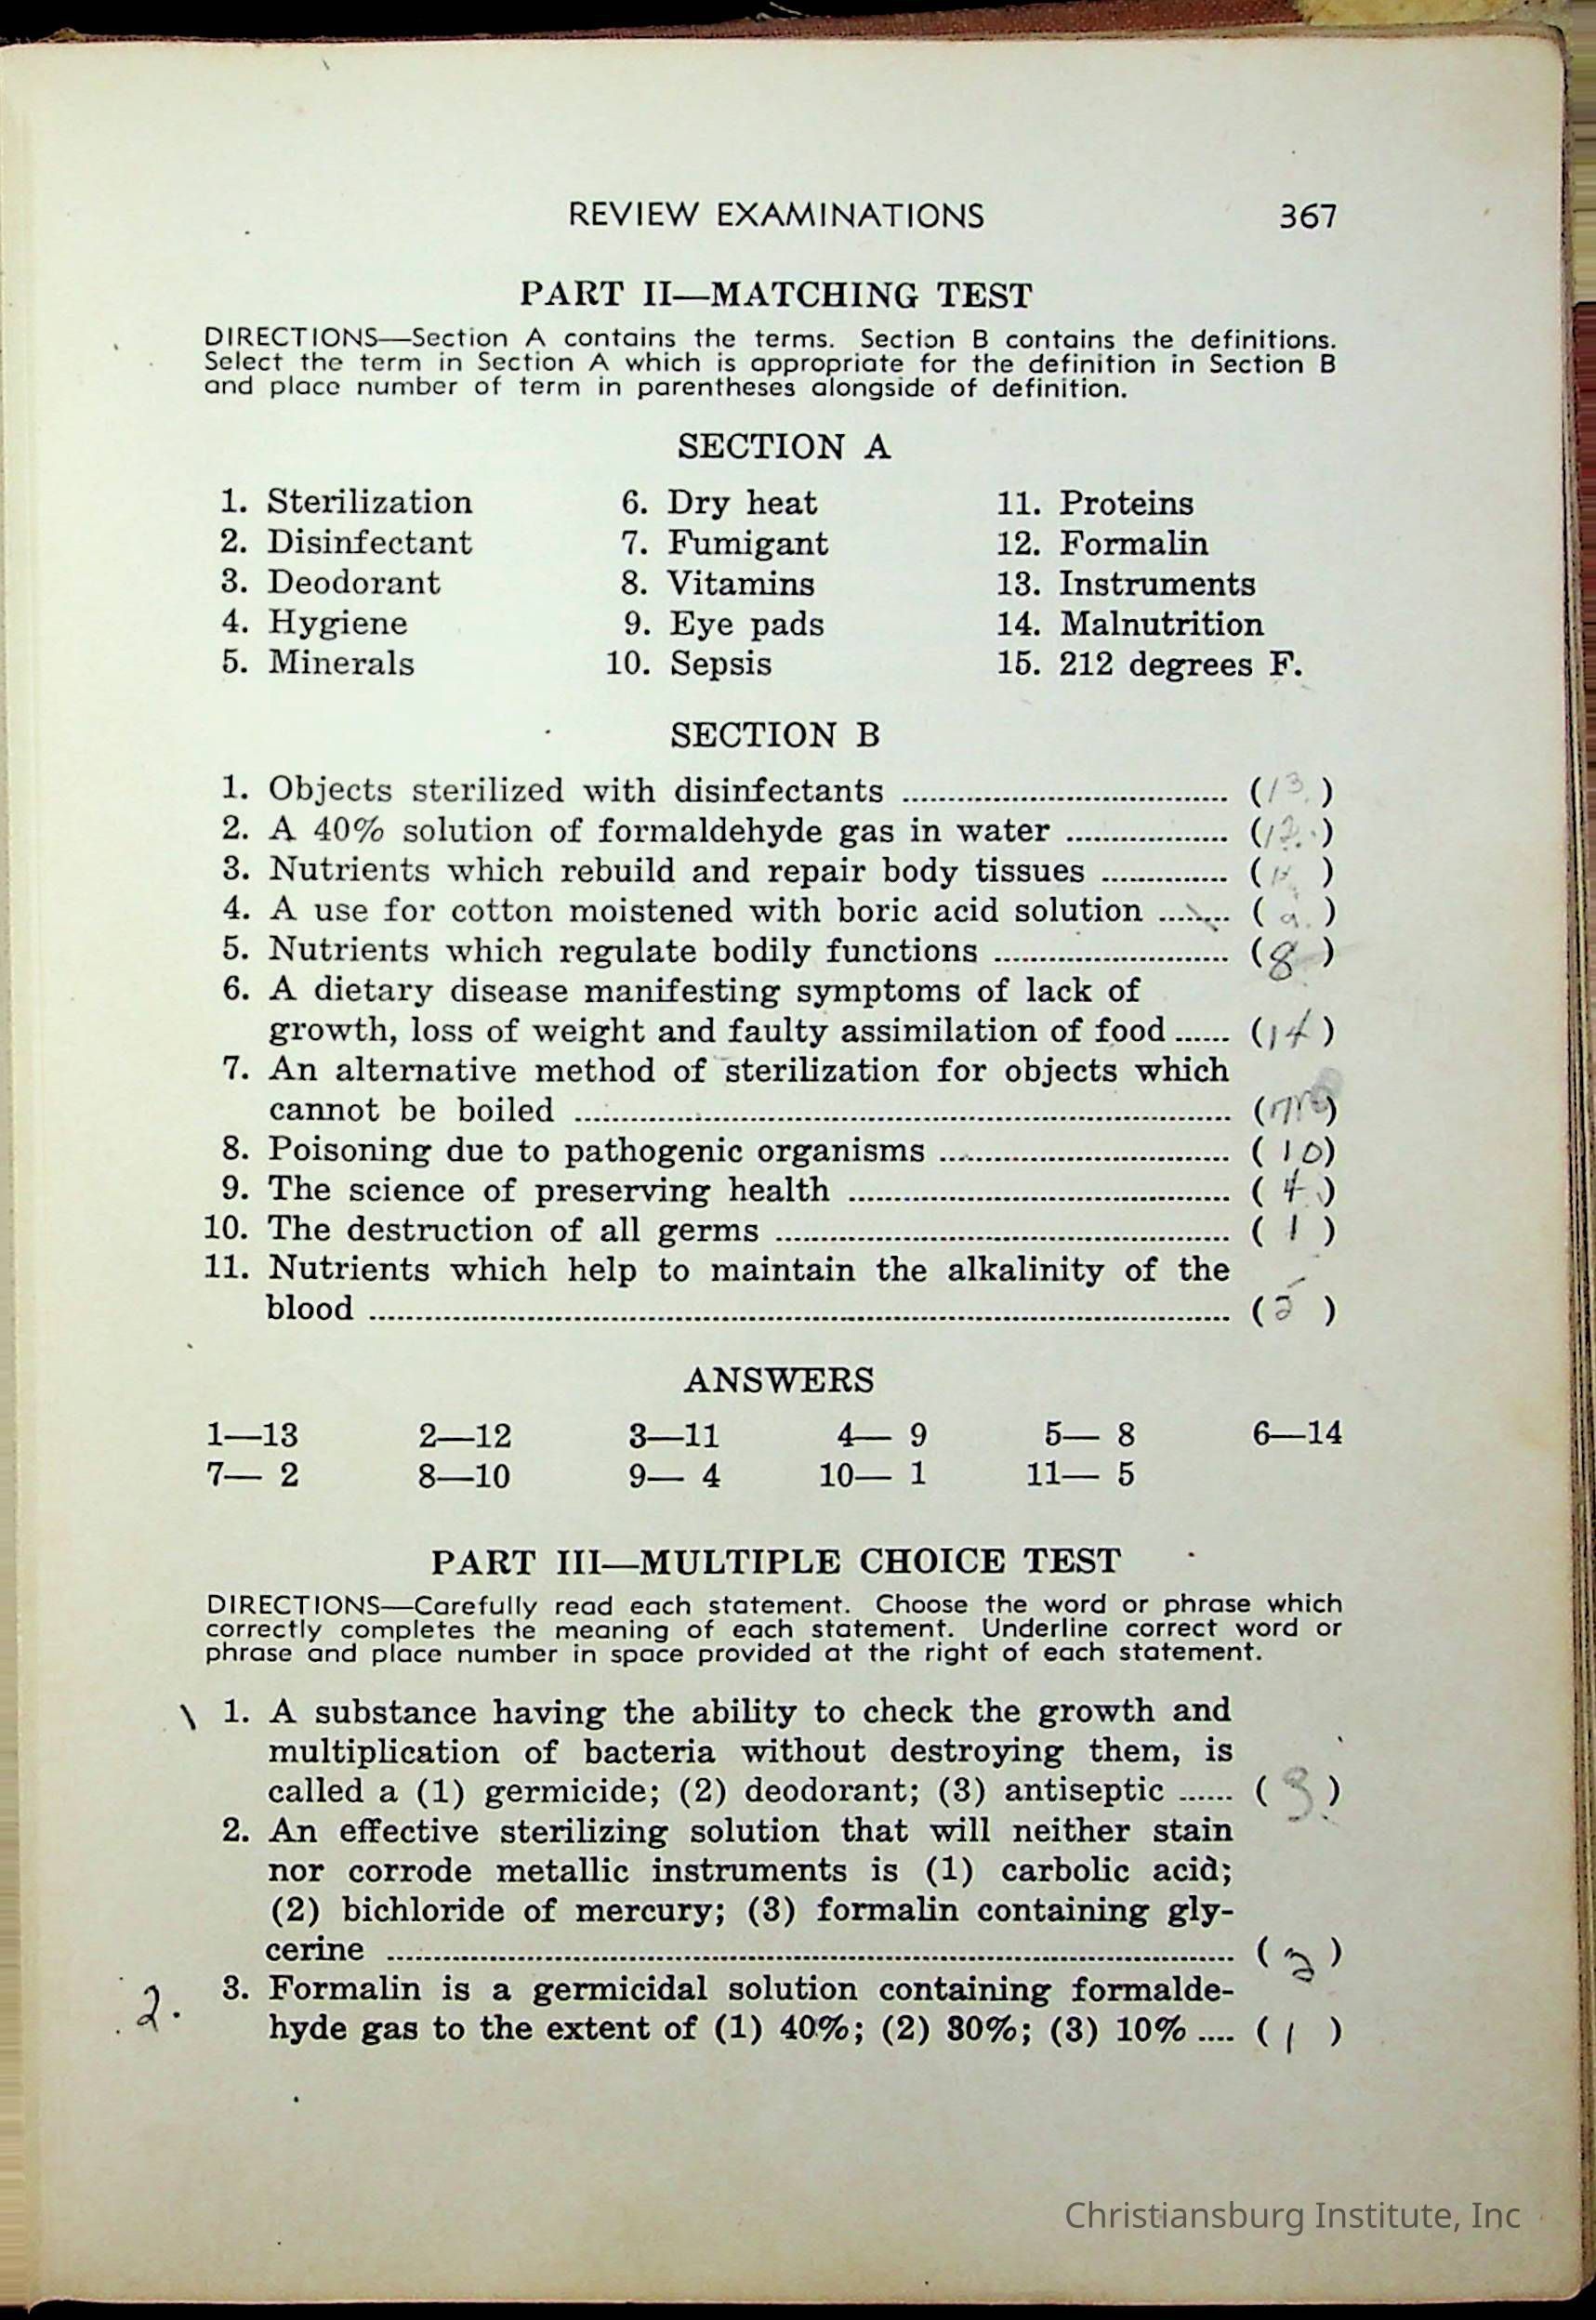 REVIEW EXAMINATIONS 367
PART II—MATCHING TEST
DIRECTIONS—Section A contains the terms. Section B contains the definitions.
Select the term in Section A which is appropriate for the definition in Section B
and place number of term in parentheses alongside of definition.
SECTION A
1. Sterilization 6. Dry heat 11. Proteins
2. Disinfectant 7. Fumigant 12. Formalin
3. Deodorant 8. Vitamins 13. Instruments
4. Hygiene 9. Eye pads 14. Malnutrition
5. Minerals 10. Sepsis 15. 212 degrees F.
SECTION B
1. Objects sterilized with disinfectants .................... (13)
2. A 40% solution of formaldehyde gas in water .......... (12)
3. Nutrients which rebuild and repair body tissues ........ ( )
4. A use for cotton moistened with boric acid solution ........ (9)
5. Nutrients which regulate bodily functions .................... (8)
6. A dietary disease manifesting symptoms of lack of
growth, loss of weight and faulty assimilation of food ...... (14)
7. An alternative method of sterilization for objects which
cannot be boiled .................... ( )
8. Poisoning due to pathogenic organisms .................... (10)
9. The science of preserving health .................... (4)
10. The destruction of all germs .................... (1)
11. Nutrients which help to maintain the alkalinity of the
blood .................... (5)
ANSWERS
1—13 2—12 3—11 4— 9 5— 8 6—14
7— 2 8—10 9— 4 10— 1 11— 5
PART III—MULTIPLE CHOICE TEST
DIRECTIONS—Carefully read each statement. Choose the word or phrase which
correctly completes the meaning of each statement. Underline correct word or
phrase and place number in space provided at the right of each statement.
1. A substance having the ability to check the growth and
multiplication of bacteria without destroying them, is
called a (1) germicide; (2) deodorant; (3) antiseptic ...... (3)
2. An effective sterilizing solution that will neither stain
nor corrode metallic instruments is (1) carbolic acid;
(2) bichloride of mercury; (3) formalin containing gly-
cerine .................... ( )
2. 3. Formalin is a germicidal solution containing formalde-
hyde gas to the extent of (1) 40%; (2) 30%; (3) 10% .... (1)
Christiansburg Institute, Inc